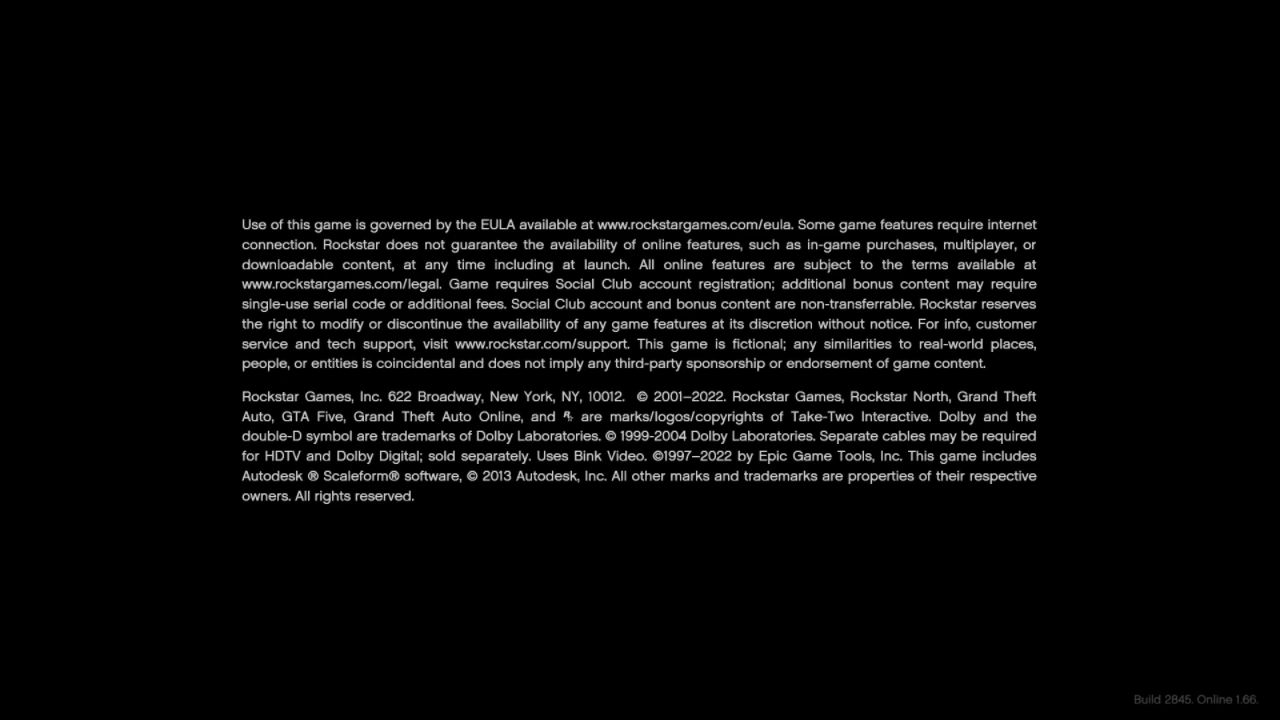 Use of this game is governed by the EULA available at www.rockstargames.com/eula. Some game features require internet
connection. Rockstar does not guarantee the availability of online features, such as in-game purchases, multiplayer, or
downloadable content, at any time including at launch. All online features are subject to the terms available at
www.rockstargames.com/legal. Game requires Social Club account registration; additional bonus content may require
single-use serial code or additional fees. Social Club account and bonus content are non-transferrable. Rockstar reserves
the right to modify or discontinue the availability of any game features at its discretion without notice. For info, customer
service and tech support, visit www.rockstar.com/support. This game is fictional; any similarities to real-world places,
people, or entities is coincidental and does not imply any third-party sponsorship or endorsement of game content.
Rockstar Games, Inc. 622 Broadway, New York, NY, 10012. © 2001–2022. Rockstar Games, Rockstar North, Grand Theft
Auto, GTA Five, Grand Theft Auto Online, and R* are marks/logos/copyrights of Take-Two Interactive. Dolby and the
double-D symbol are trademarks of Dolby Laboratories. © 1999-2004 Dolby Laboratories. Separate cables may be required
for HDTV and Dolby Digital; sold separately. Uses Bink Video. ©1997–2022 by Epic Game Tools, Inc. This game includes
Autodesk ® Scaleform® software, © 2013 Autodesk, Inc. All other marks and trademarks are properties of their respective
owners. All rights reserved.
Build 2845. Online 1.66.